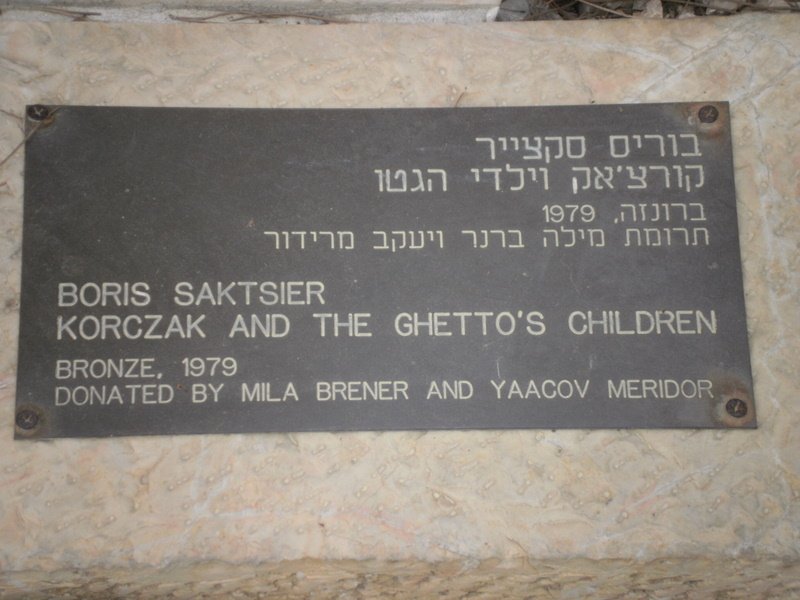 בוריס סקצייר
קורצ'אק וילדי הגטו
ברונזה, 1979
תרומת מילה ברנר ויעקב מרידור
BORIS SAKTSIER
KORCZAK AND THE GHETTO'S CHILDREN
BRONZE, 1979
DONATED BY MILA BRENER AND YAACOV MERIDOR